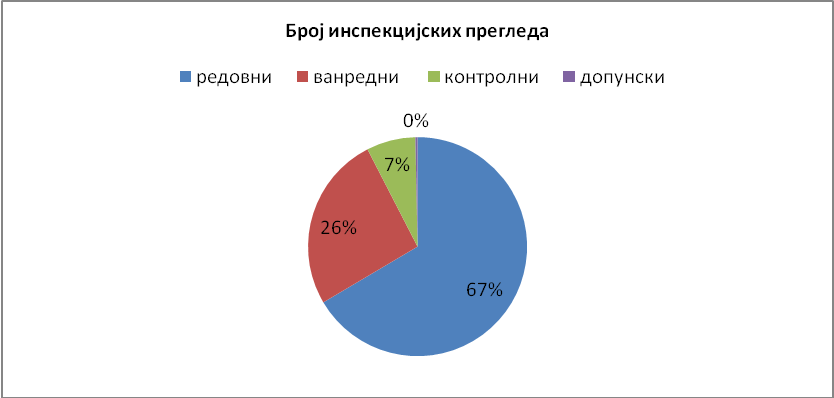 Број инспекцијских прегледа
редовни ванредни контролни допунски
0%
7%
26%
67%